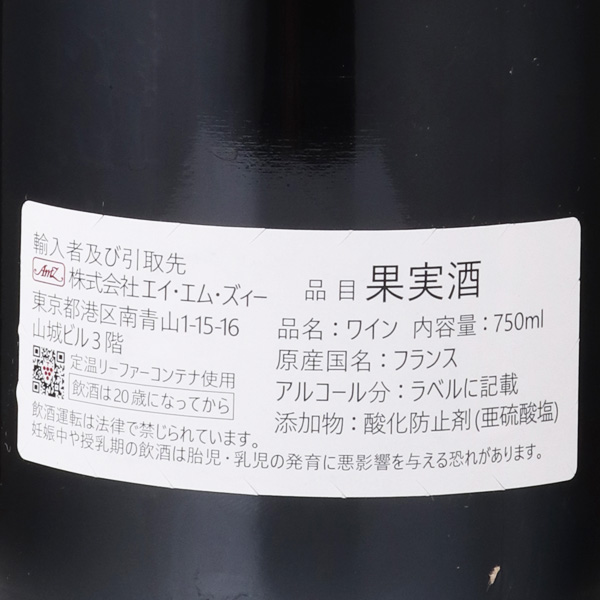 輸入者及び引取先
AMZ 株式会社エイ・エム・ズィー
東京都港区南青山1-15-16
山城ビル3階
定温リーファーコンテナ使用
飲酒は20歳になってから
飲酒運転は法律で禁じられています。
妊娠中や授乳期の飲酒は胎児・乳児の発育に悪影響を与える恐れがあります。
品目 果実酒
品名：ワイン 内容量：750ml
原産国名：フランス
アルコール分：ラベルに記載
添加物：酸化防止剤(亜硫酸塩)